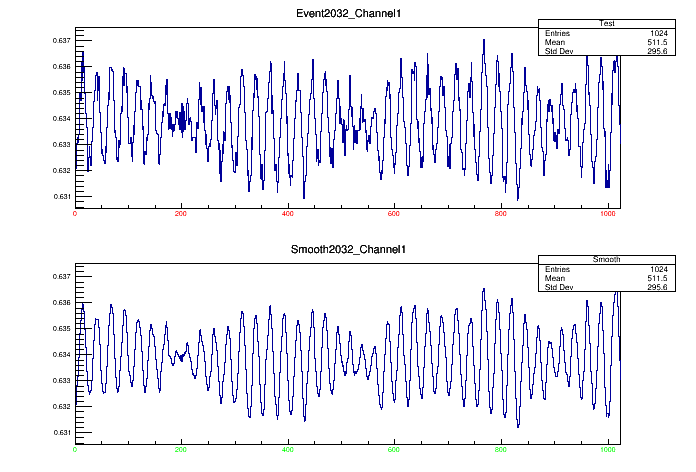 Event2032_Channel1
Test
Entries 1024
Mean 511.5
Std Dev 295.6
0.637
0.636
0.635
0.634
0.633
0.632
0.631
0 200 400 600 800 1000
Smooth2032_Channel1
Smooth
Entries 1024
Mean 511.5
Std Dev 295.6
0.637
0.636
0.635
0.634
0.633
0.632
0.631
0 200 400 600 800 1000